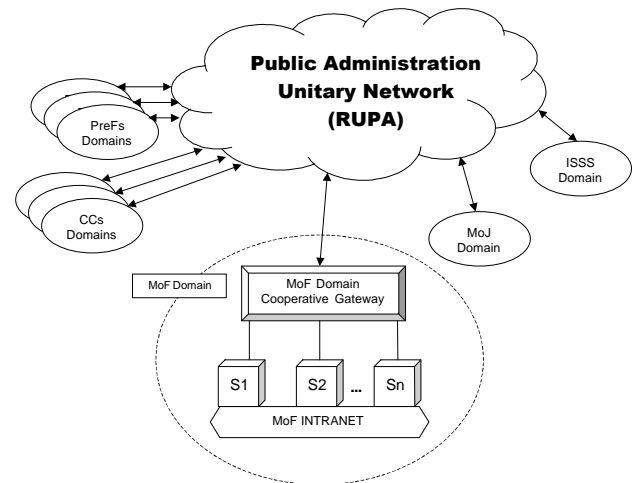 Public Administration
Unitary Network
(RUPA)
PreFs
Domains
ISSS
Domain
CCs
Domains
MoJ
Domain
MoF Domain
MoF Domain
Cooperative Gateway
S1
S2
...
Sn
MoF INTRANET